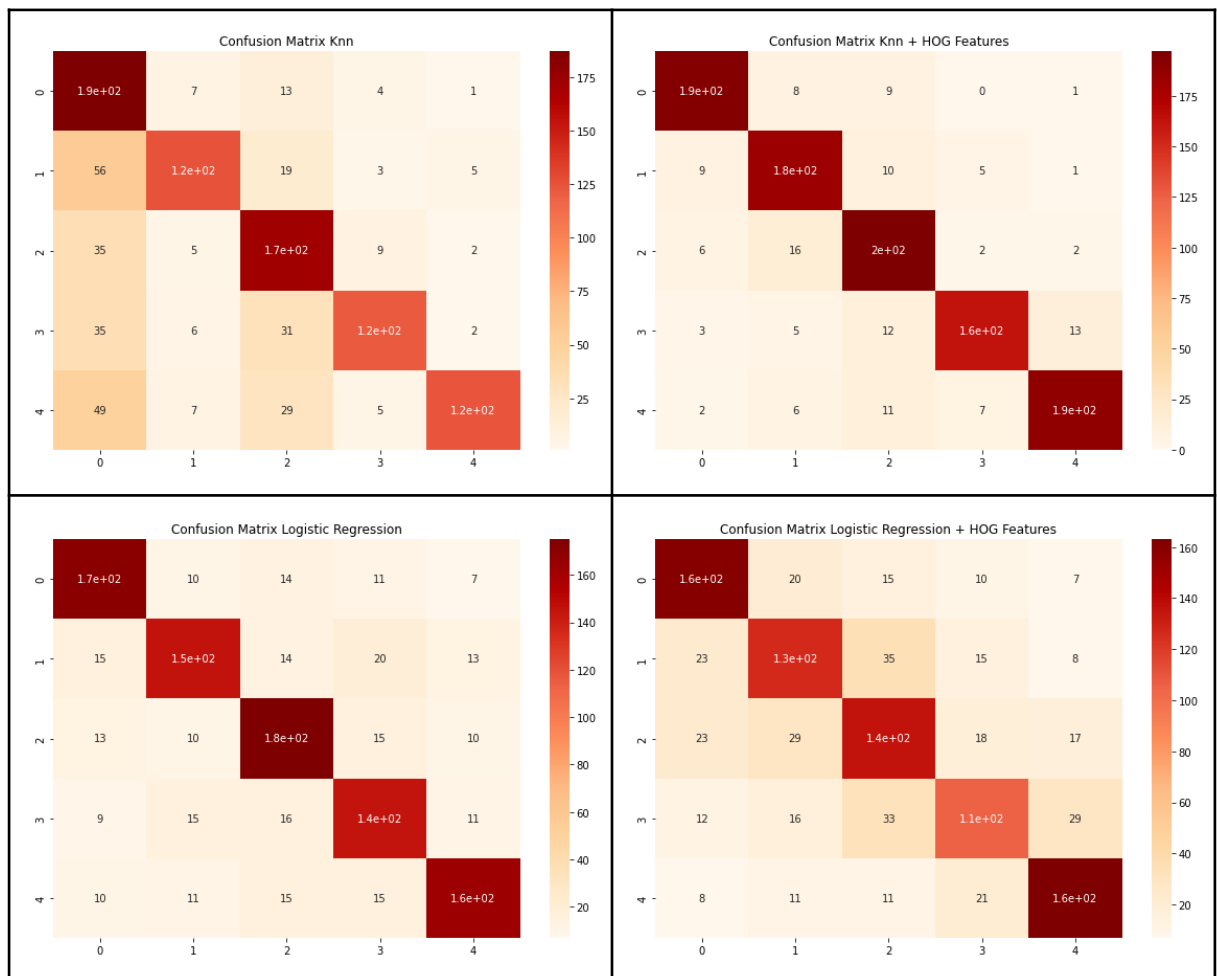 Confusion Matrix Knn
0 1.9e+02 7 13 4 1
1 56 1.2e+02 19 3 5
2 35 5 1.7e+02 9 2
3 35 6 31 1.2e+02 2
4 49 7 29 5 1.2e+02
0 1 2 3 4
175
150
125
100
75
50
25
Confusion Matrix Knn + HOG Features
0 1.9e+02 8 9 0 1
1 9 1.8e+02 10 5 1
2 6 16 2e+02 2 2
3 3 5 12 1.6e+02 13
4 2 6 11 7 1.9e+02
0 1 2 3 4
175
150
125
100
75
50
25
0
Confusion Matrix Logistic Regression
0 1.7e+02 10 14 11 7
1 15 1.5e+02 14 20 13
2 13 10 1.8e+02 15 10
3 9 15 16 1.4e+02 11
4 10 11 15 15 1.6e+02
0 1 2 3 4
160
140
120
100
80
60
40
20
Confusion Matrix Logistic Regression + HOG Features
0 1.6e+02 20 15 10 7
1 23 1.3e+02 35 15 8
2 23 29 1.4e+02 18 17
3 12 16 33 1.1e+02 29
4 8 11 11 21 1.6e+02
0 1 2 3 4
160
140
120
100
80
60
40
20